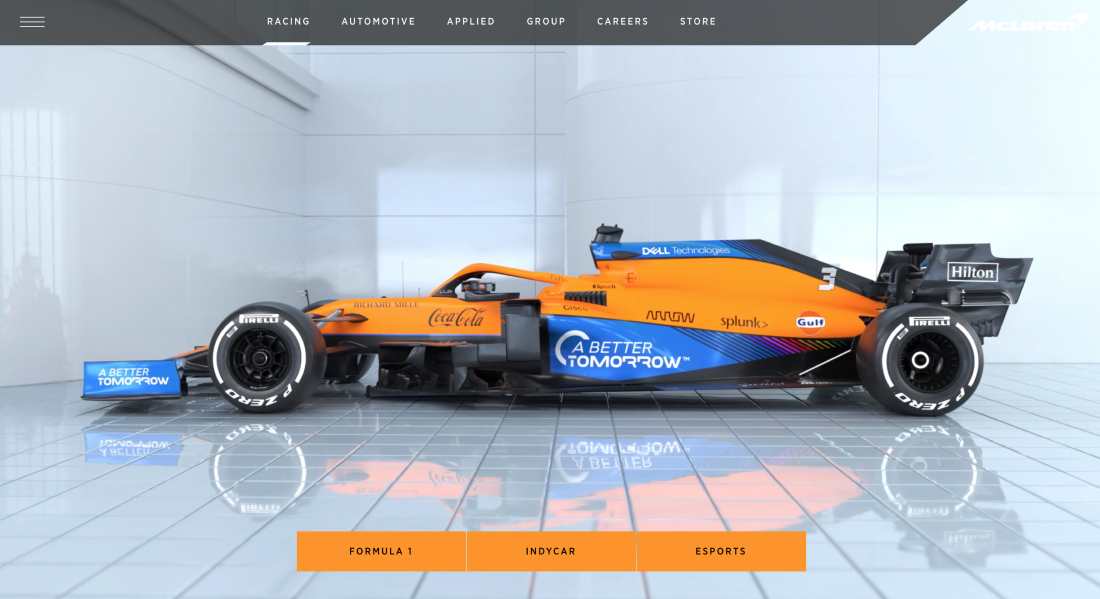 RACING
AUTOMOTIVE
APPLIED
GROUP
CAREERS
STORE
McLaren
DELL Technologies
Hilton
3
Klipsch
RICHARD MILLE
Coca-Cola
Cisco
ARROW
splunk>
Gulf
A BETTER
TOMORROW™
A BETTER
TOMORROW
PIRELLI
P ZERO
PIRELLI
P ZERO
FORMULA 1
INDYCAR
ESPORTS